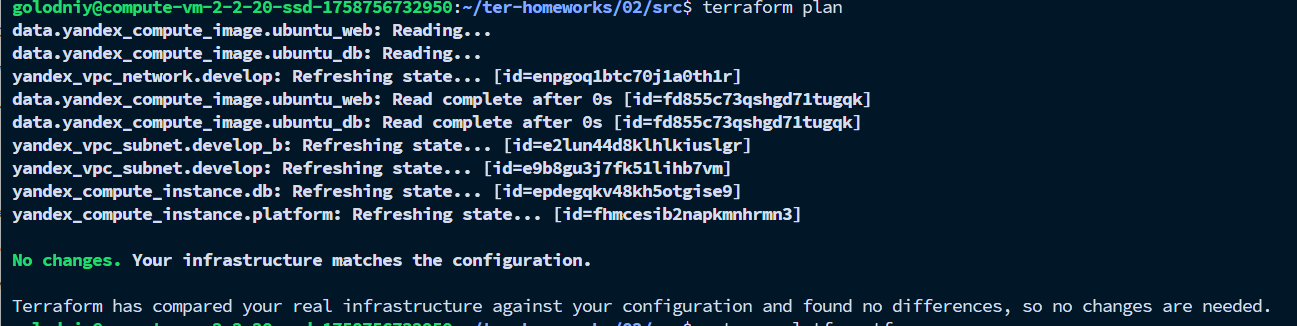 golodniy@compute-vm-2-2-20-ssd-1758756732950:~/ter-homeworks/02/src$ terraform plan
data.yandex_compute_image.ubuntu_web: Reading...
data.yandex_compute_image.ubuntu_db: Reading...
yandex_vpc_network.develop: Refreshing state... [id=enpgoq1btc70j1a0th1r]
data.yandex_compute_image.ubuntu_web: Read complete after 0s [id=fd855c73qshgd71tugqk]
data.yandex_compute_image.ubuntu_db: Read complete after 0s [id=fd855c73qshgd71tugqk]
yandex_vpc_subnet.develop_b: Refreshing state... [id=e2lun44d8klhlkiuslgr]
yandex_vpc_subnet.develop: Refreshing state... [id=e9b8gu3j7fk51lihb7vm]
yandex_compute_instance.db: Refreshing state... [id=epdegqkv48kh5otgise9]
yandex_compute_instance.platform: Refreshing state... [id=fhmcesib2napkmnhrmn3]
No changes. Your infrastructure matches the configuration.
Terraform has compared your real infrastructure against your configuration and found no differences, so no changes are needed.